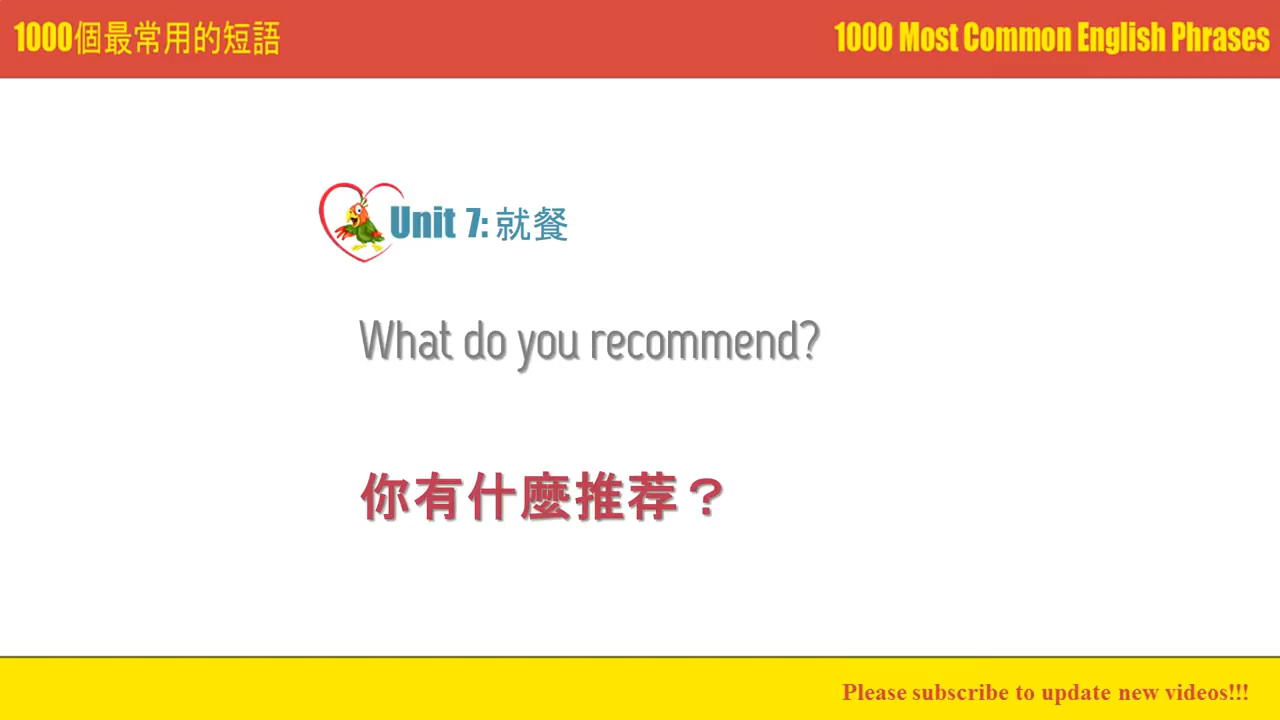 1000個最常用的短語
1000 Most Common English Phrases
Unit 7: 就餐
What do you recommend?
你有什麼推荐？
Please subscribe to update new videos!!!